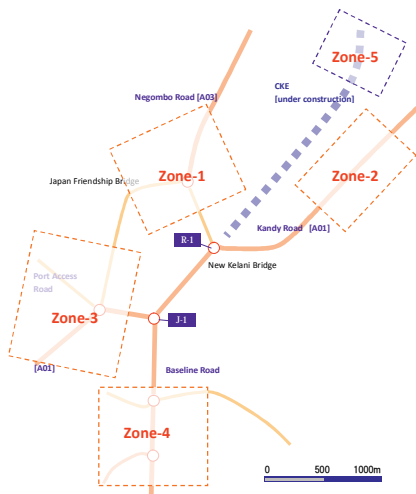 Zone-5
CKE
[under construction]
Negombo Road [A03]
Zone-1
Zone-2
Japan Friendship Bridge
Kandy Road [A01]
R-1
New Kelani Bridge
Port Access
Road
Zone-3
J-1
[A01]
Baseline Road
Zone-4
0 500 1000m